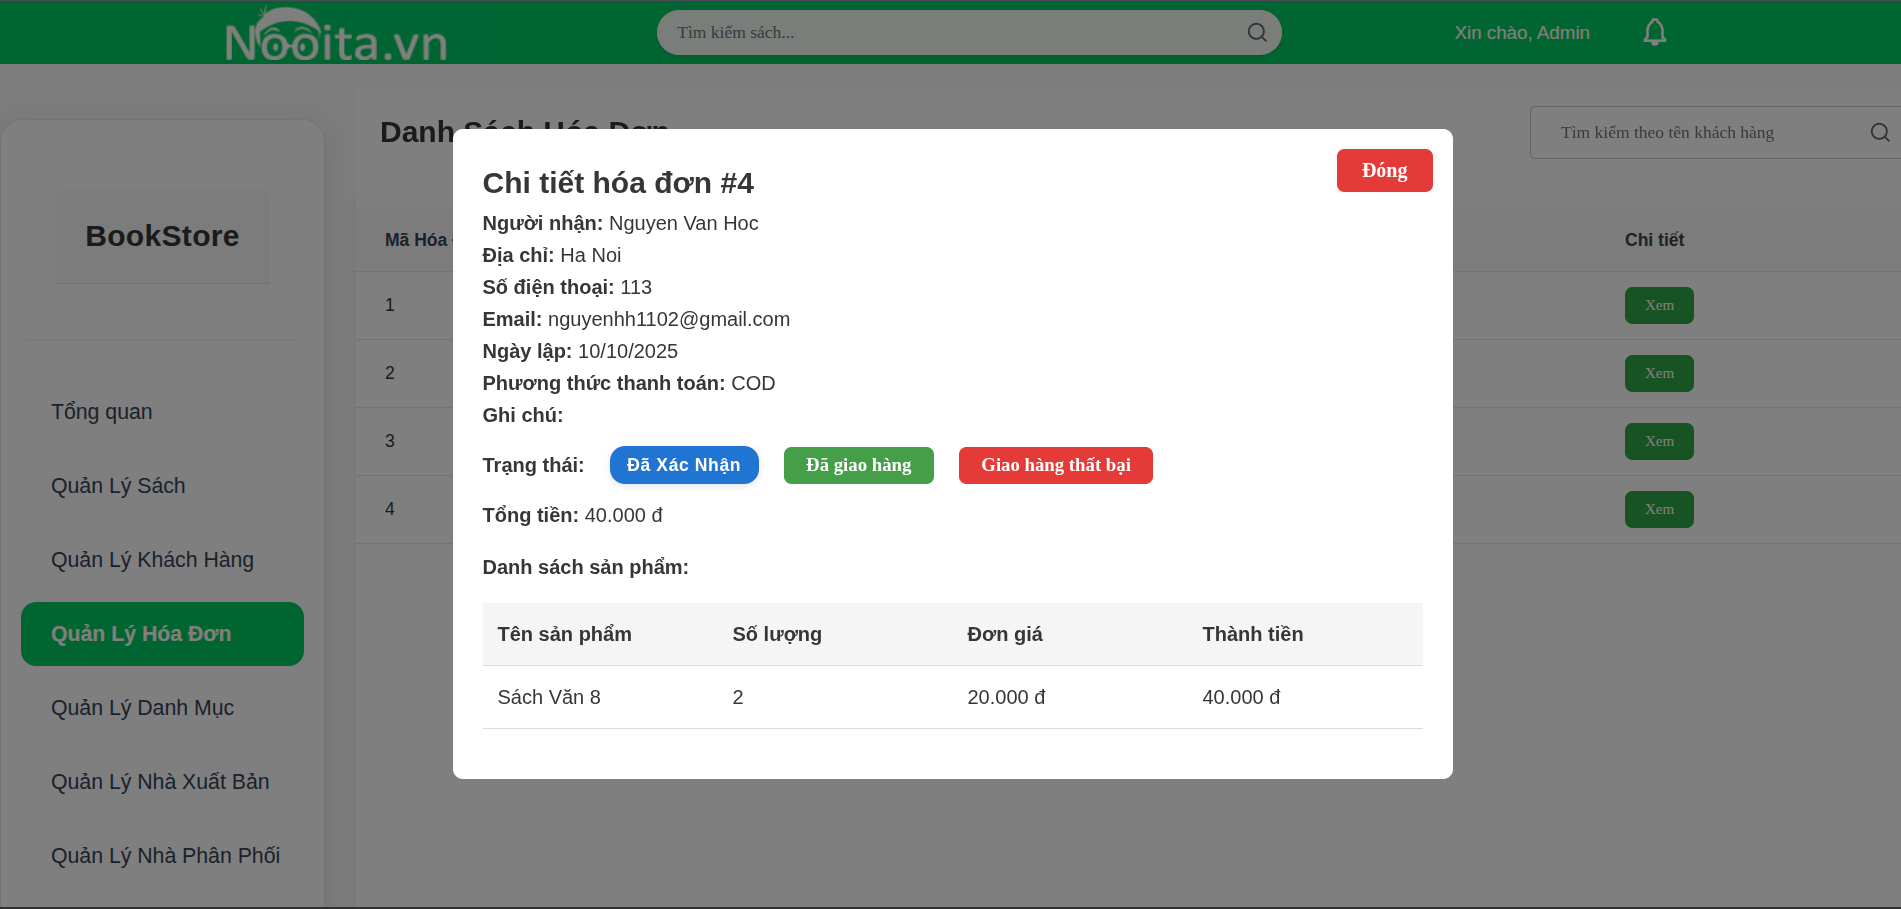 Nooita.vn
Tìm kiếm sách...
Xin chào, Admin
BookStore
Tổng quan
Quản Lý Sách
Quản Lý Khách Hàng
Quản Lý Hóa Đơn
Quản Lý Danh Mục
Quản Lý Nhà Xuất Bản
Quản Lý Nhà Phân Phối
Danh Sách Hóa Đơn
Tìm kiếm theo tên khách hàng
Mã Hóa
Chi tiết
1
Xem
2
Xem
3
Xem
4
Xem
Chi tiết hóa đơn #4
Đóng
Người nhận: Nguyen Van Hoc
Địa chỉ: Ha Noi
Số điện thoại: 113
Email: nguyenhh1102@gmail.com
Ngày lập: 10/10/2025
Phương thức thanh toán: COD
Ghi chú:
Trạng thái: Đã Xác Nhận Đã giao hàng Giao hàng thất bại
Tổng tiền: 40.000 đ
Danh sách sản phẩm:
Tên sản phẩm Số lượng Đơn giá Thành tiền
Sách Văn 8 2 20.000 đ 40.000 đ